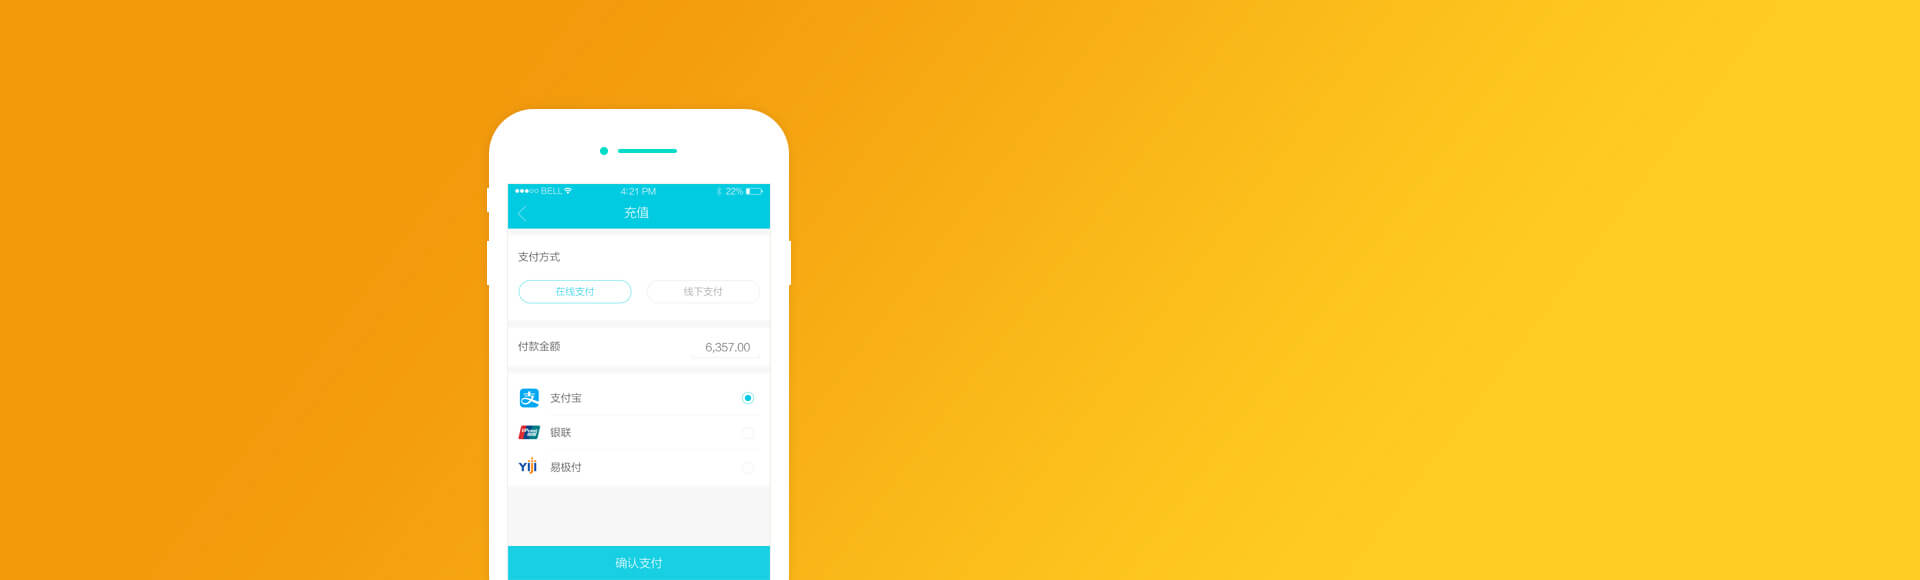 BELL 4:21 PM 22%
充值
支付方式
在线支付 线下支付
付款金额 6,357.00
支 支付宝
银联
Yiji 易极付
确认支付